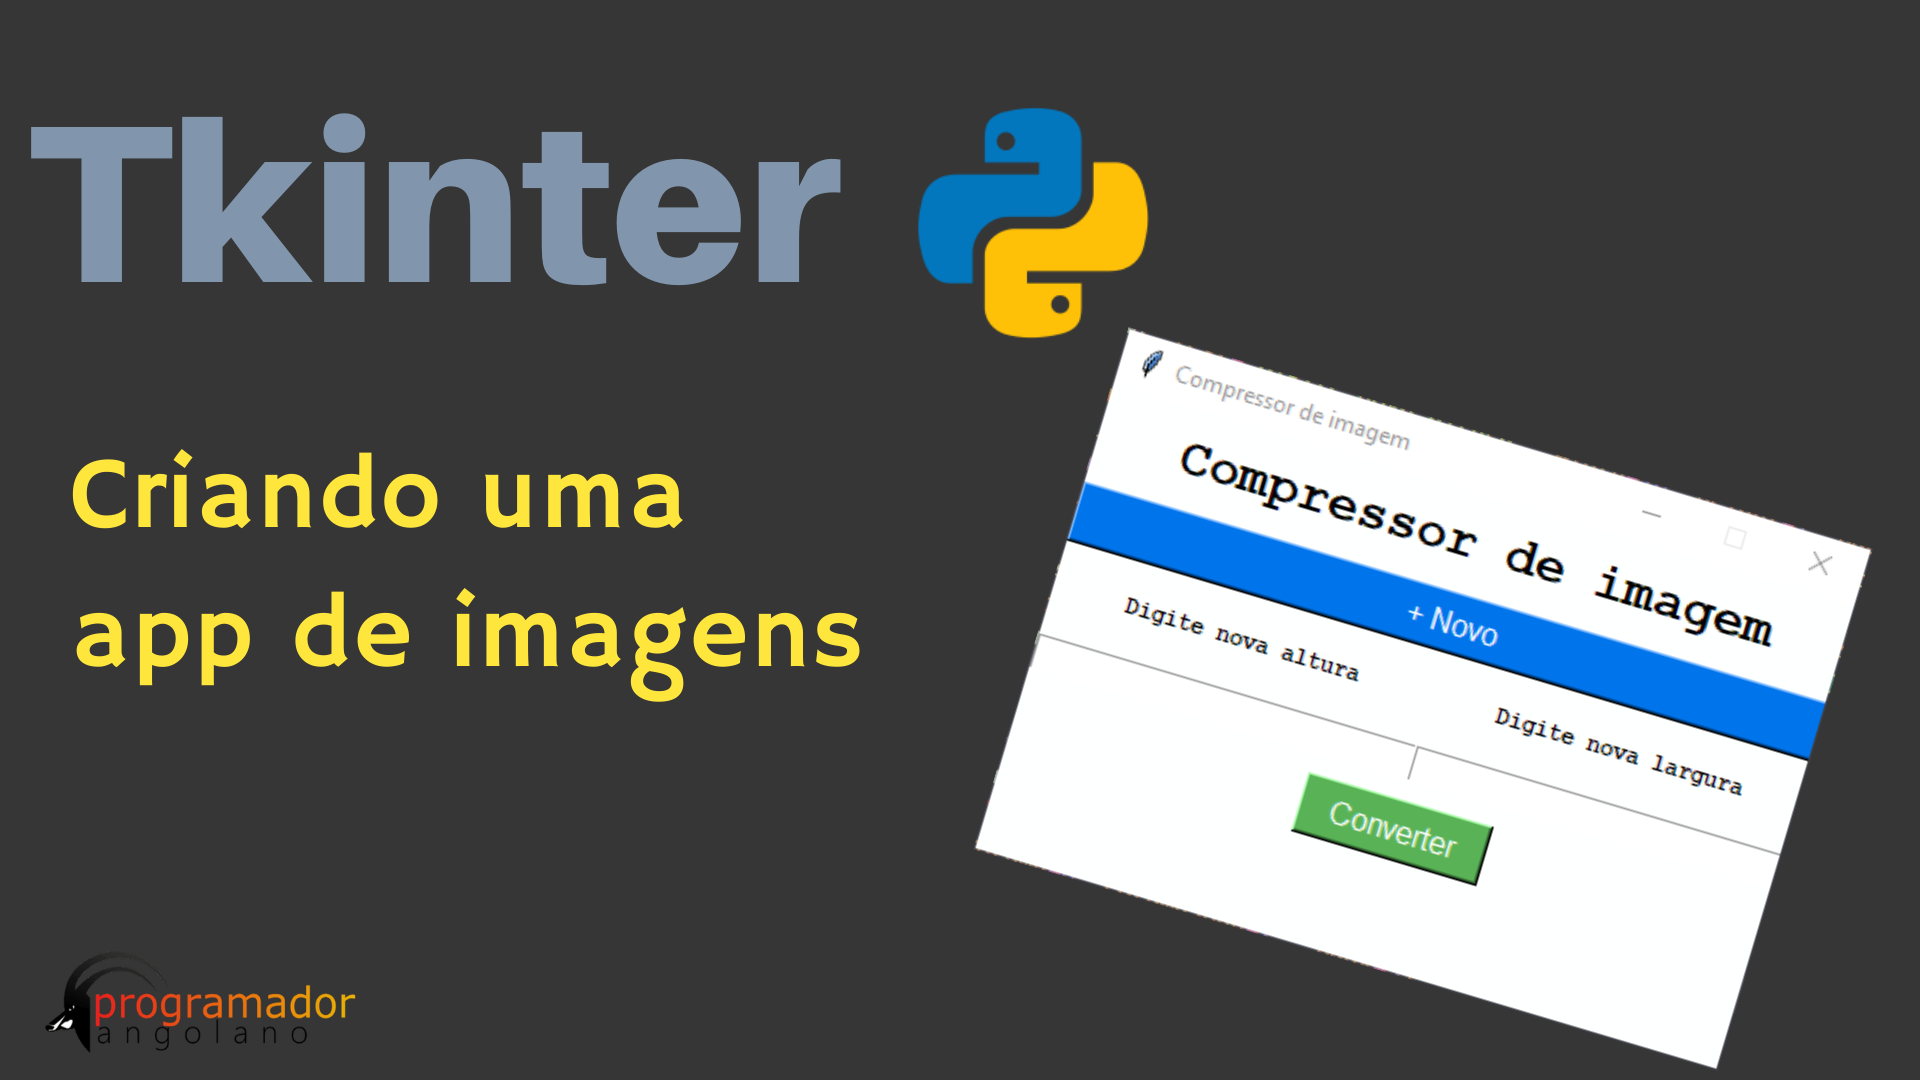 Tkinter
Criando uma
app de imagens
Compressor de imagem
Compressor de imagem
+ Novo
Digite nova altura
Digite nova largura
Converter
programador
angolano